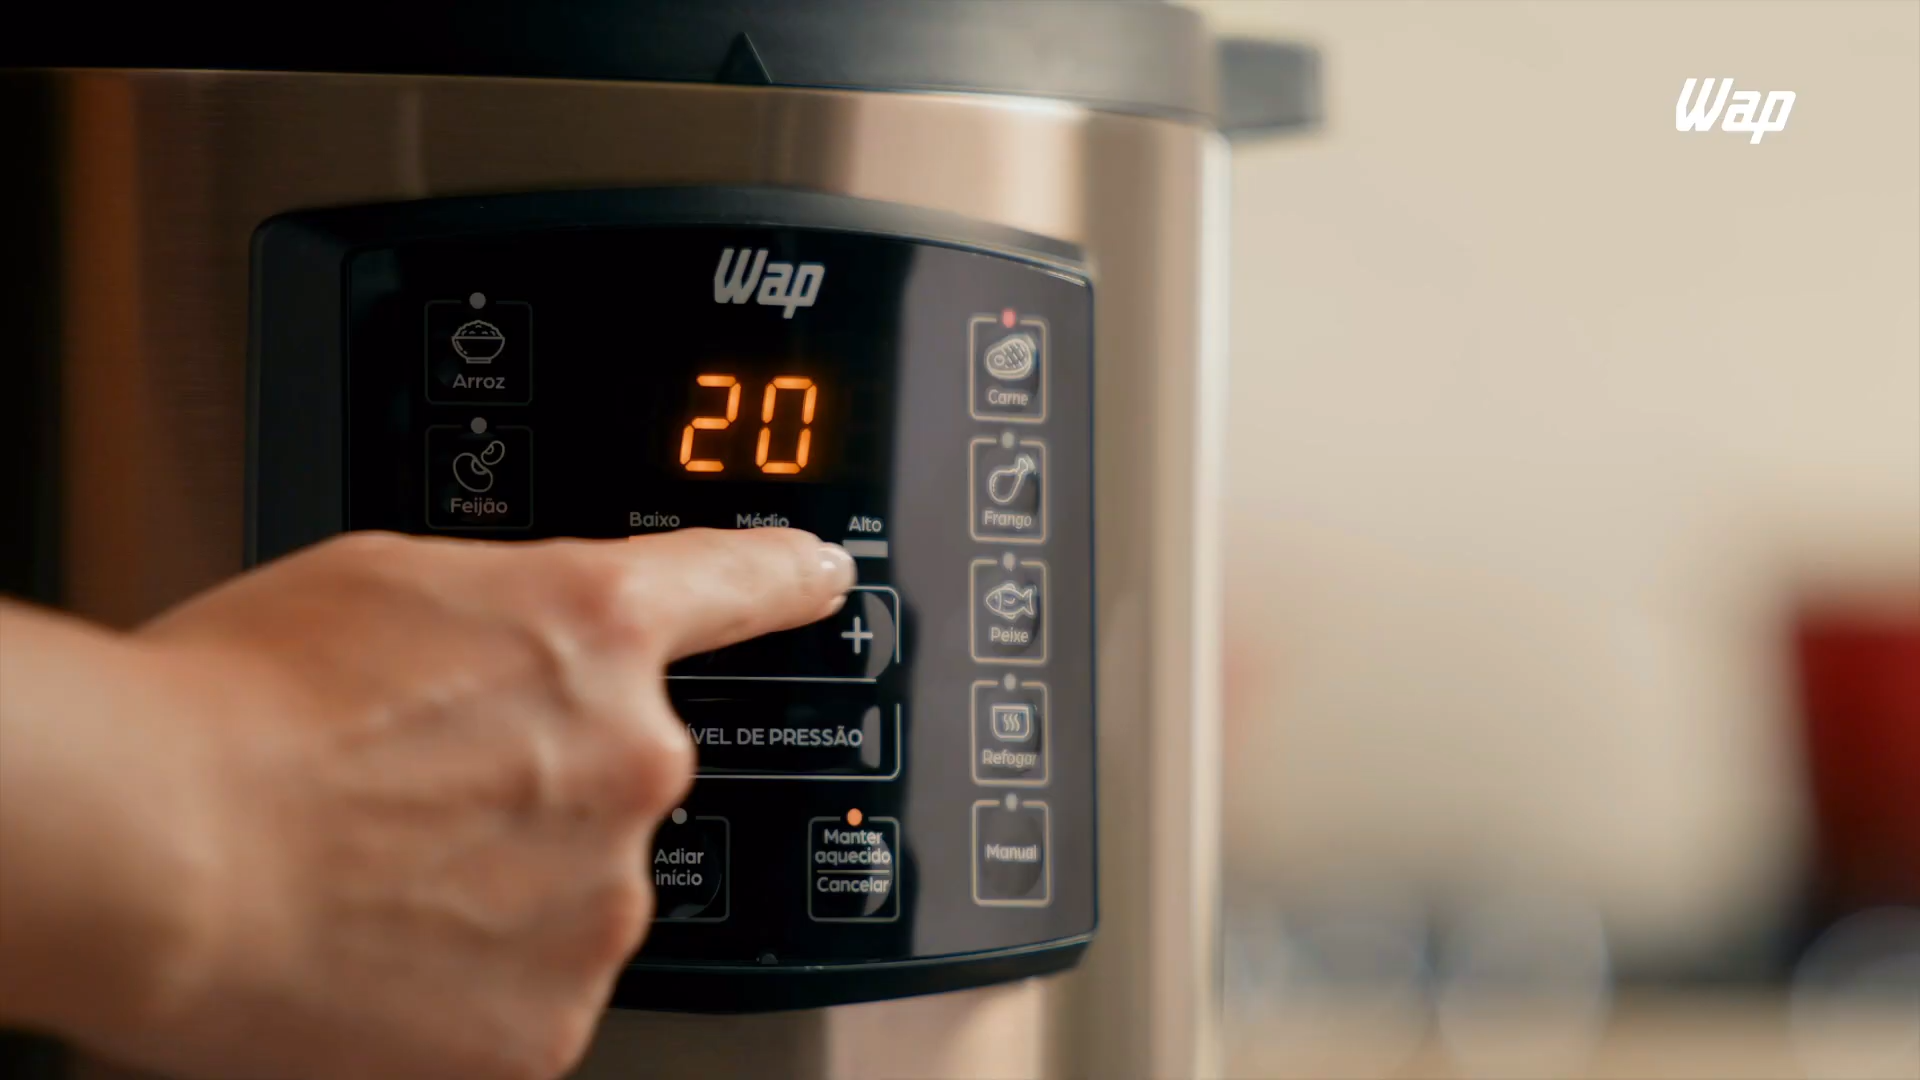 Wap
Wap
Arroz
Feijão
20
Baixo Médio Alto
+
ÍVEL DE PRESSÃO
Adiar
início
Manter
aquecido
Cancelar
Carne
Frango
Peixe
Refogar
Manual